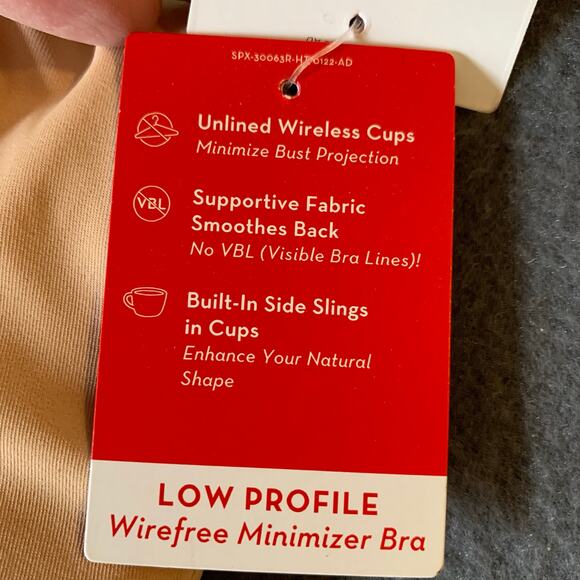 SPX-30063R-HT-0122-AD
Unlined Wireless Cups
Minimize Bust Projection
VBL
Supportive Fabric
Smoothes Back
No VBL (Visible Bra Lines)!
Built-In Side Slings
in Cups
Enhance Your Natural
Shape
LOW PROFILE
Wirefree Minimizer Bra